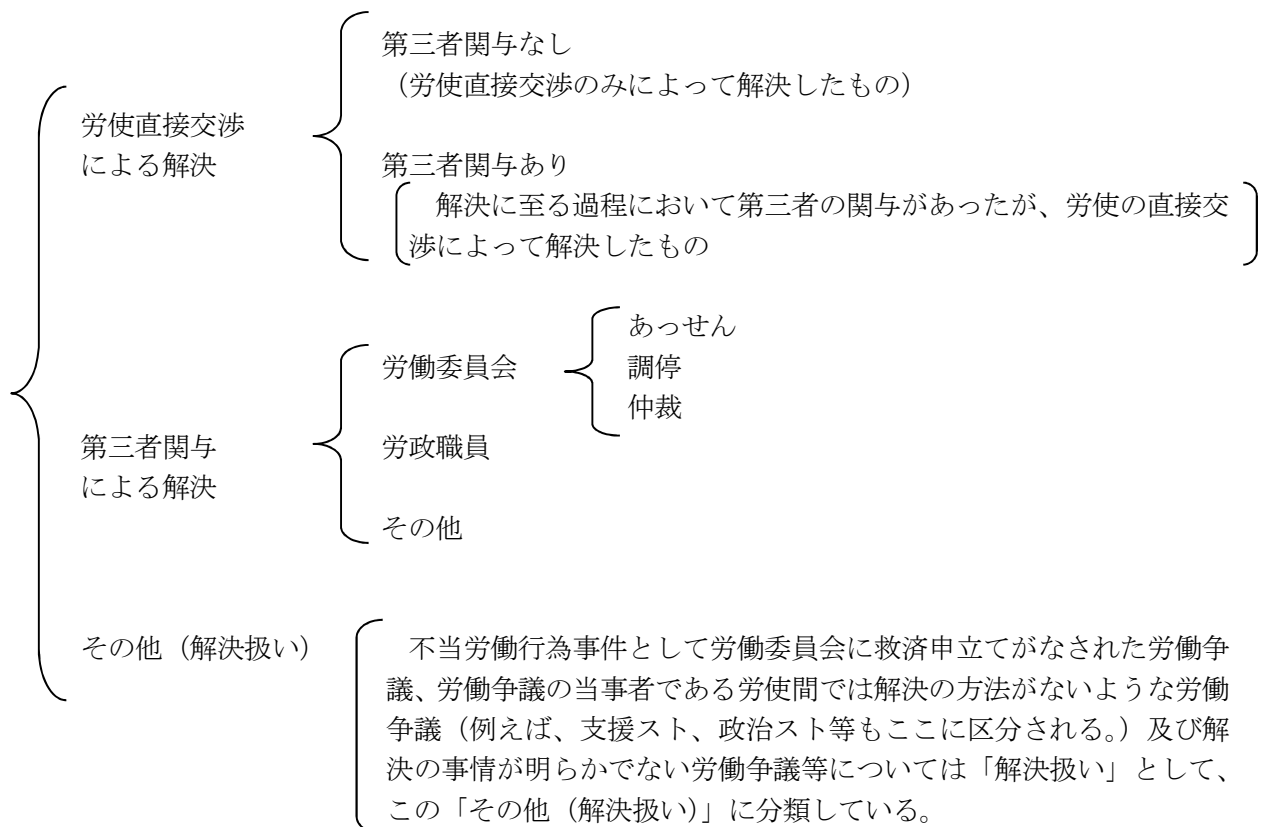 第三者関与なし
（労使直接交渉のみによって解決したもの）
労使直接交渉
による解決
第三者関与あり
解決に至る過程において第三者の関与があったが、労使の直接交
渉によって解決したもの
あっせん
労働委員会
調停
仲裁
第三者関与
による解決
労政職員
その他
その他（解決扱い）
不当労働行為事件として労働委員会に救済申立てがなされた労働争
議、労働争議の当事者である労使間では解決の方法がないような労働
争議（例えば、支援スト、政治スト等もここに区分される。）及び解
決の事情が明らかでない労働争議等については「解決扱い」として、
この「その他（解決扱い）」に分類している。